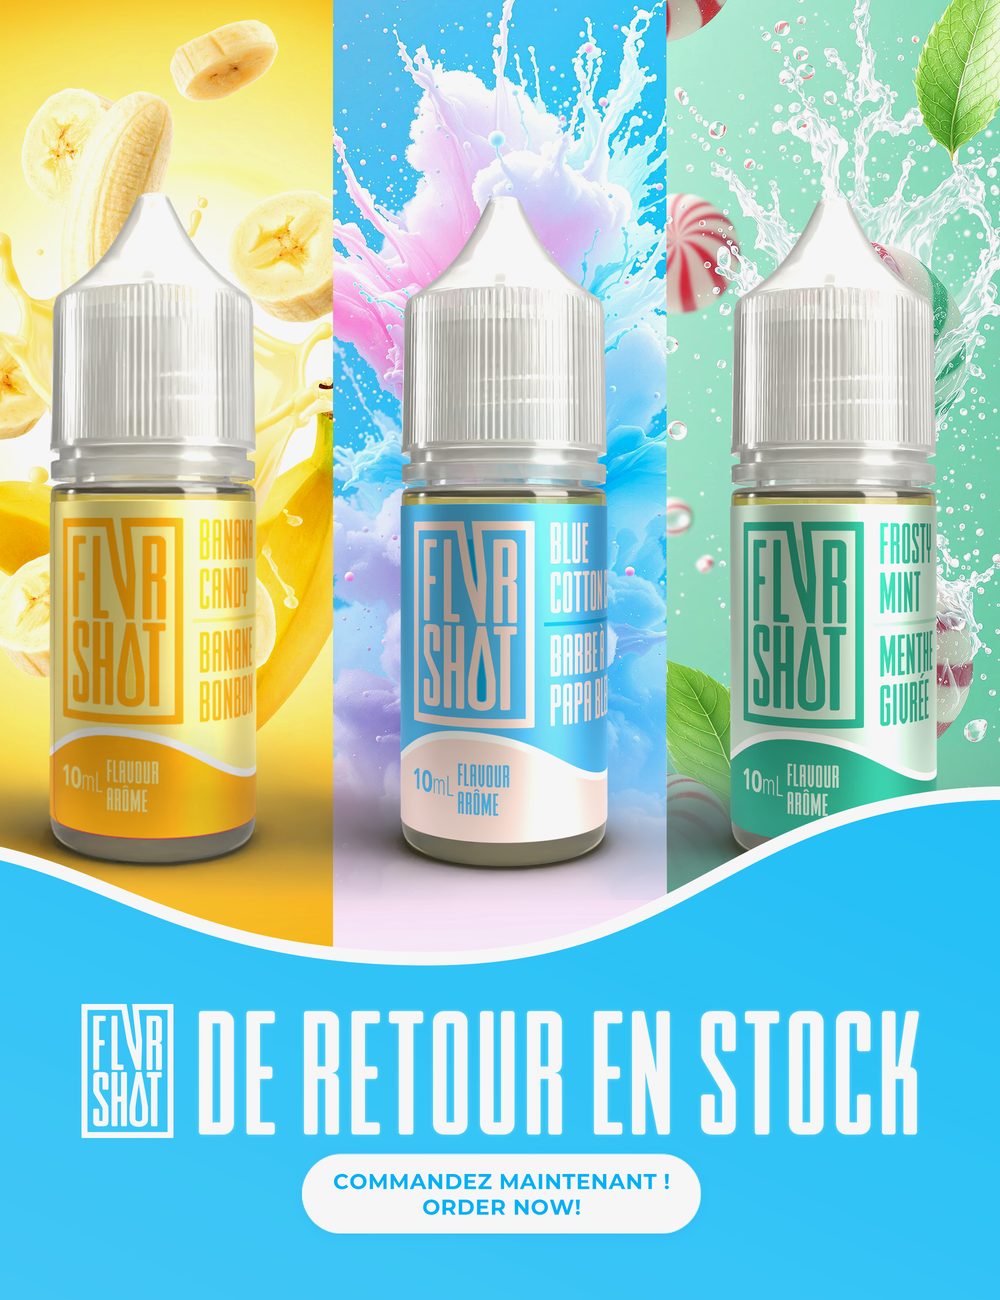 FLVR
SHOT
BANANA
CANDY
BANANE
BONBON
10mL FLAVOUR
ARÔME
FLVR
SHOT
BLUE
COTTON
BARBE À
PAPA BLEUE
10mL FLAVOUR
ARÔME
FLVR
SHOT
FROSTY
MINT
MENTHE
GIVRÉE
10mL FLAVOUR
ARÔME
FLVR
SHOT
DE RETOUR EN STOCK
COMMANDEZ MAINTENANT !
ORDER NOW!